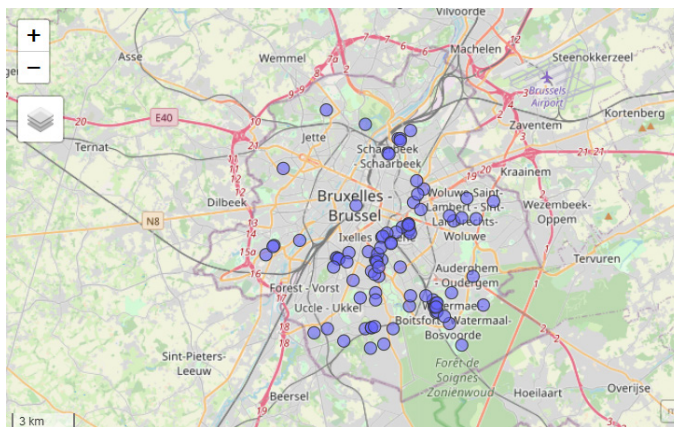 Vilvoorde
+
Asse
Wemmel
Machelen
Steenokkerzeel
−
Brussels
Airport
E40
Jette
Zaventem
Kortenberg
Ternat
Schaerbeek
- Schaarbeek
Kraainem
Dilbeek
Bruxelles -
Brussel
Woluwe-Saint-
Lambert - Sint-
Lambrechts-
Woluwe
Wezembeek-
Oppem
N8
Ixelles
Tervuren
Auderghem
- Oudergem
Forest - Vorst
Uccle - Ukkel
Boitsfort - Watermaal-
Bosvoorde
Sint-Pieters-
Leeuw
Forêt de
Soignes
Zoniënwoud
Beersel
Hoeilaart
Overijse
3 km